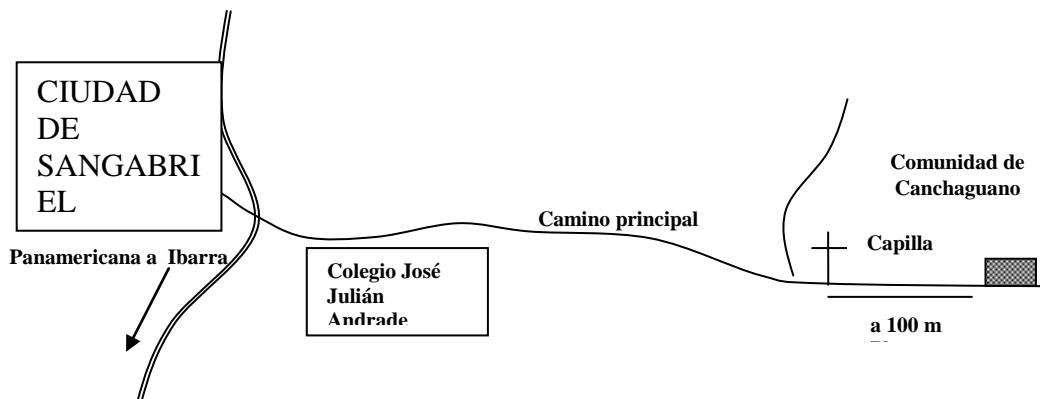 CIUDAD
DE
SANGABRI
EL
Panamericana a Ibarra
Colegio José
Julián
Andrade
Camino principal
Comunidad de
Canchaguano
Capilla
a 100 m